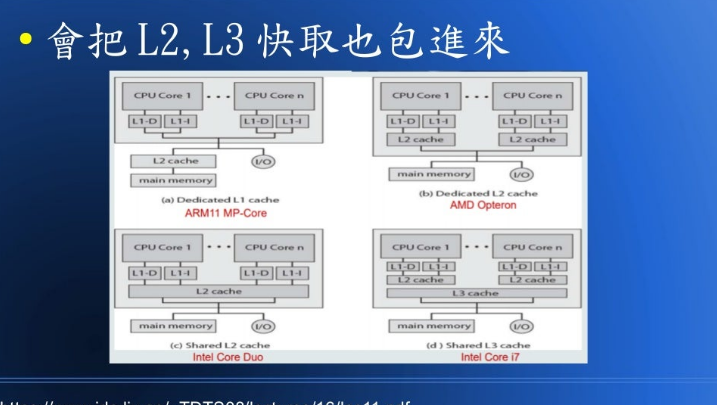 會把 L2, L3 快取也包進來
CPU Core 1 • • • CPU Core n
L1-D L1-I L1-D L1-I
L2 cache I/O
main memory
(a) Dedicated L1 cache
ARM11 MP-Core
CPU Core 1 • • • CPU Core n
L1-D L1-I L1-D L1-I
L2 cache L2 cache
main memory I/O
(b) Dedicated L2 cache
AMD Opteron
CPU Core 1 • • • CPU Core n
L1-D L1-I L1-D L1-I
L2 cache
main memory I/O
(c) Shared L2 cache
Intel Core Duo
CPU Core 1 • • • CPU Core n
L1-D L1-I L1-D L1-I
L2 cache L2 cache
L3 cache
main memory I/O
(d ) Shared L3 cache
Intel Core i7